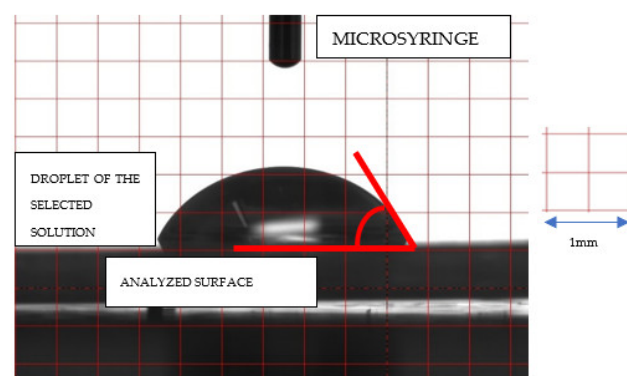 MICROSYRINGE
DROPLET OF THE
SELECTED
SOLUTION
1mm
ANALYZED SURFACE